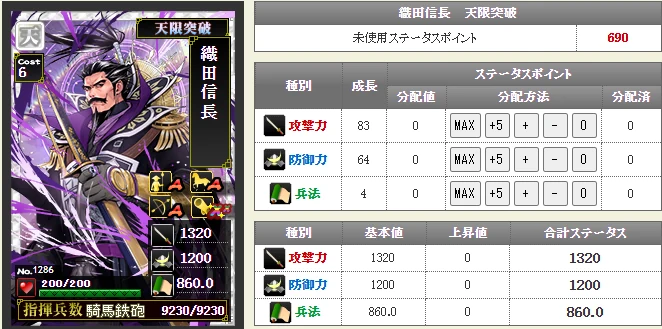 天
天限突破
Cost
6
織田信長
A A
A
1320
1200
860.0
No.1286
200/200
指揮兵数 騎馬鉄砲 9230/9230
織田信長 天限突破
未使用ステータスポイント 690
種別 成長 ステータスポイント
分配値 分配方法 分配済
攻撃力 83 0 MAX +5 + - 0 0
防御力 64 0 MAX +5 + - 0 0
兵法 4 0 MAX +5 + - 0 0
種別 基本値 上昇値 合計ステータス
攻撃力 1320 0 1320
防御力 1200 0 1200
兵法 860.0 0 860.0